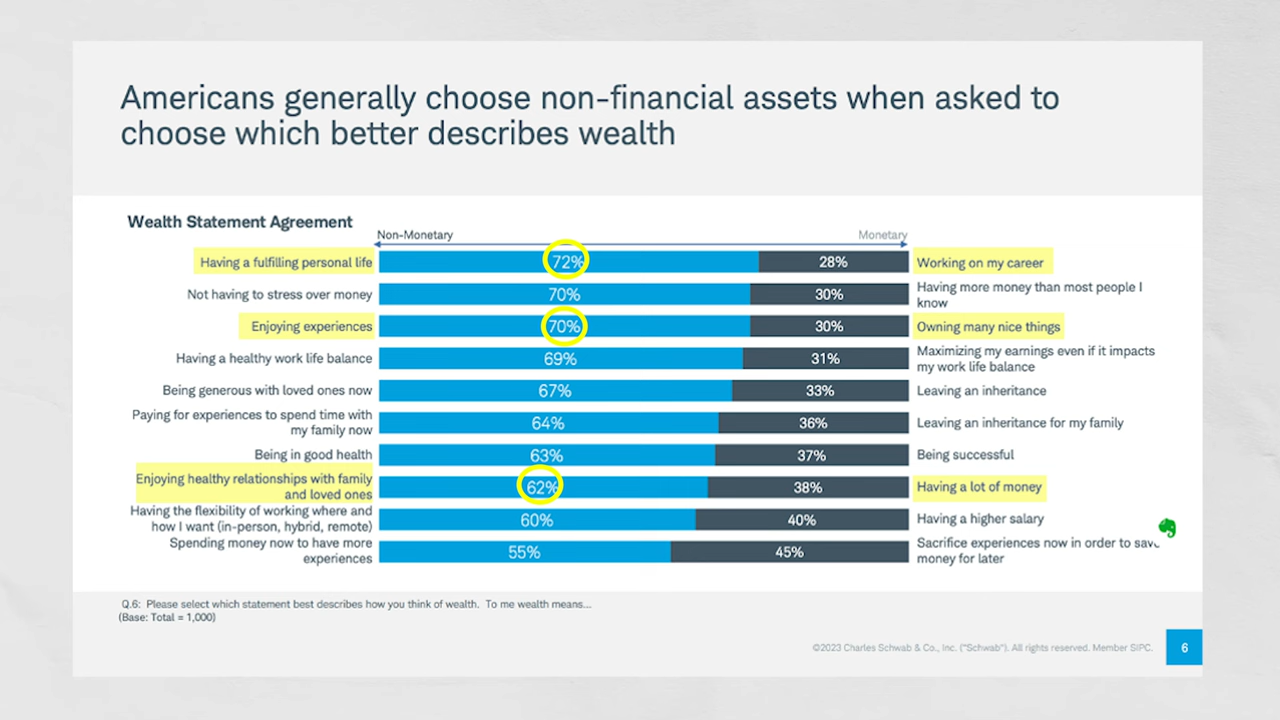 Americans generally choose non-financial assets when asked to
choose which better describes wealth
Wealth Statement Agreement
Non-Monetary
Monetary
Having a fulfilling personal life
72%
28%
Working on my career
Not having to stress over money
70%
30%
Having more money than most people I
know
Enjoying experiences
70%
30%
Owning many nice things
Having a healthy work life balance
69%
31%
Maximizing my earnings even if it impacts
my work life balance
Being generous with loved ones now
67%
33%
Leaving an inheritance
Paying for experiences to spend time with
my family now
64%
36%
Leaving an inheritance for my family
Being in good health
63%
37%
Being successful
Enjoying healthy relationships with family
and loved ones
62%
38%
Having a lot of money
Having the flexibility of working where and
how I want (in-person, hybrid, remote)
60%
40%
Having a higher salary
Spending money now to have more
experiences
55%
45%
Sacrifice experiences now in order to save
money for later
Q.6: Please select which statement best describes how you think of wealth. To me wealth means...
(Base: Total = 1,000)
©2023 Charles Schwab & Co., Inc. ("Schwab"). All rights reserved. Member SIPC.
6